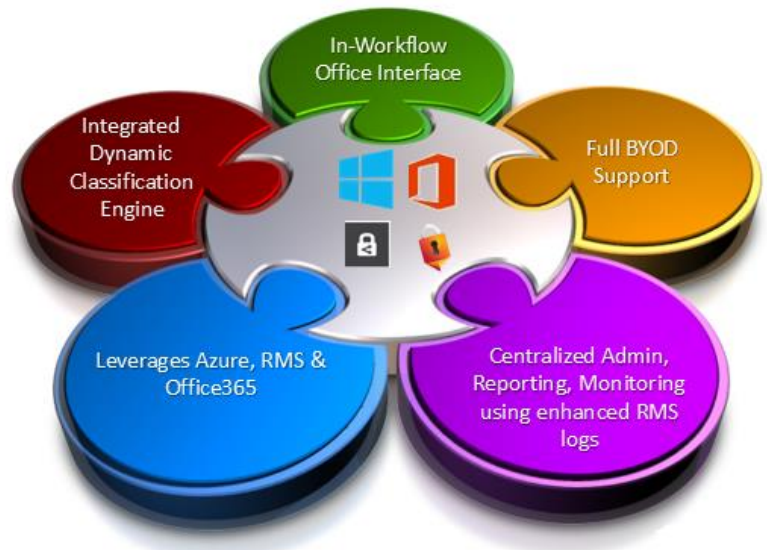 In-Workflow
Office Interface
Integrated
Dynamic
Classification
Engine
Full BYOD
Support
Leverages Azure, RMS &
Office365
Centralized Admin,
Reporting, Monitoring
using enhanced RMS
logs